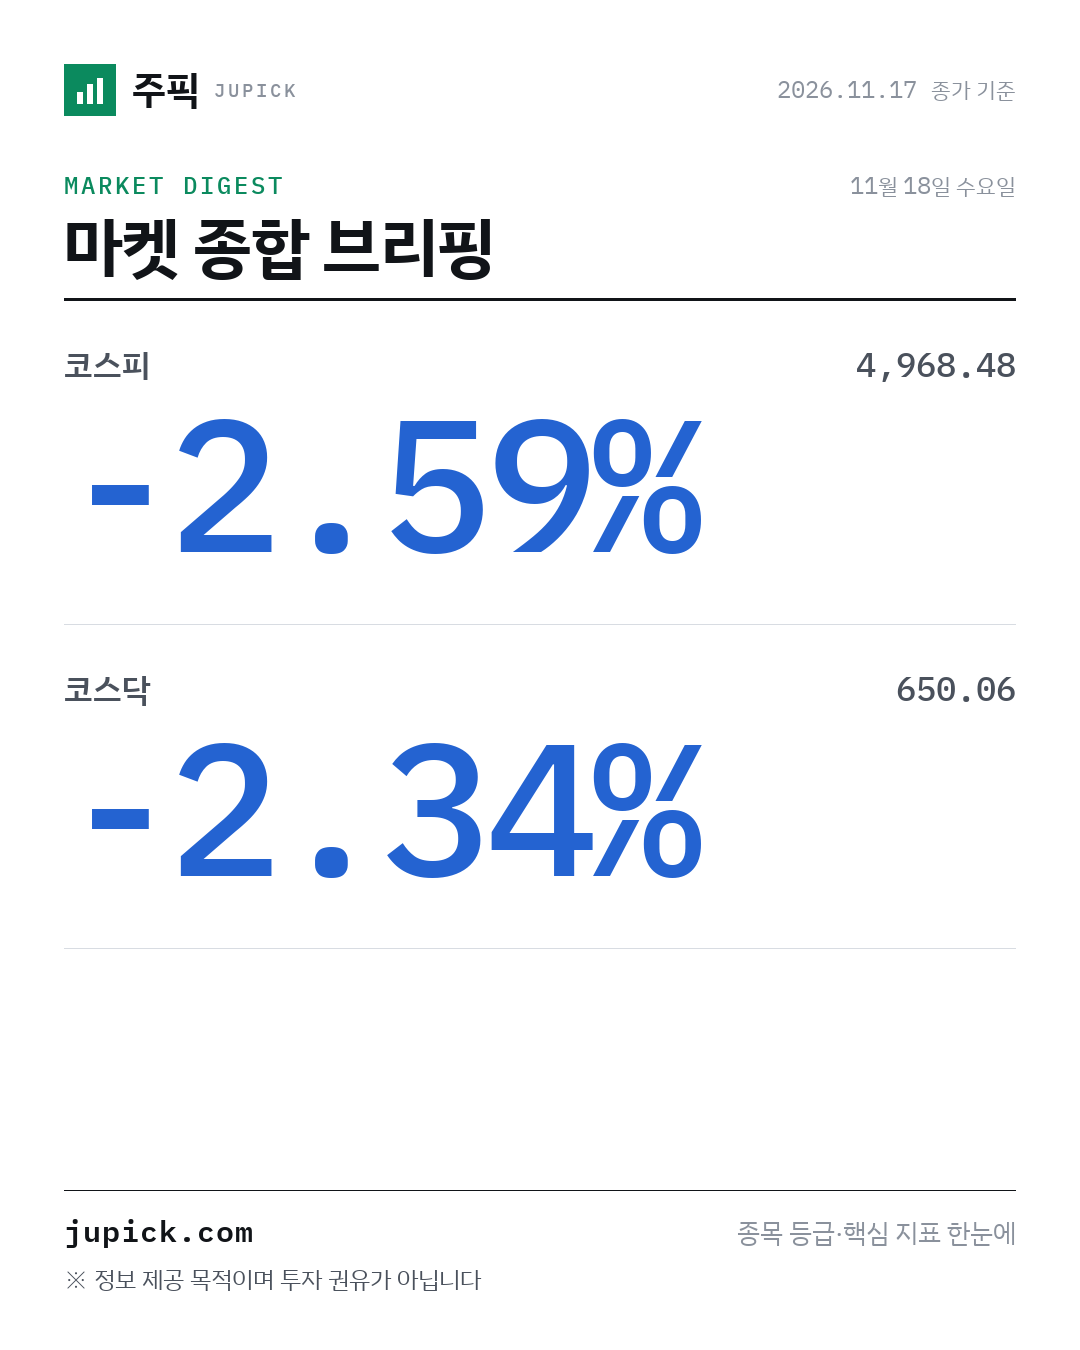 주픽 JUPICK 2026.11.17 종가 기준
MARKET DIGEST 11월 18일 수요일
마켓 종합 브리핑
코스피 4,968.48
-2.59%
코스닥 650.06
-2.34%
jupick.com 종목 등급·핵심 지표 한눈에
※ 정보 제공 목적이며 투자 권유가 아닙니다